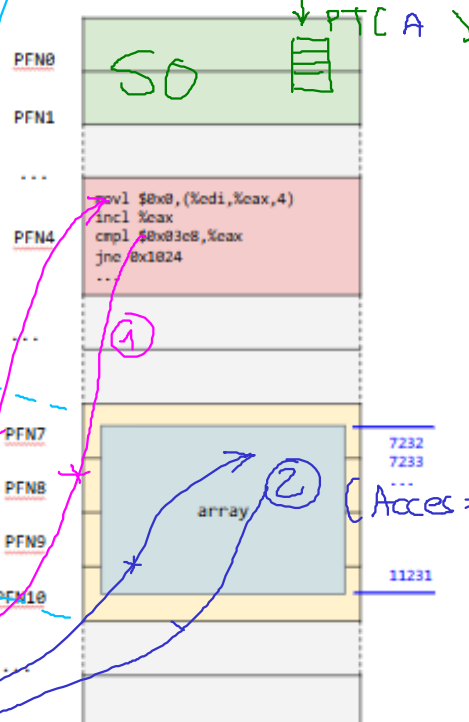 PT[ A
PFN0
SO
PFN1
...
PFN4
movl $0x0,(%edi,%eax,4)
incl %eax
cmpl $0x03e8,%eax
jne 0x1024
...
1
...
PFN7
7232
7233
...
PFN8
2
array
(Acces =
PFN9
PFN10
11231
...